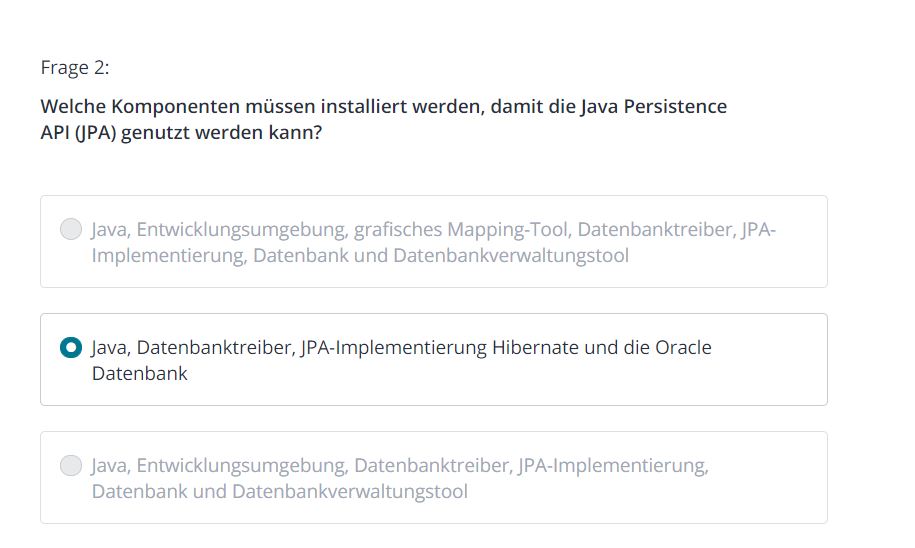 Frage 2:
Welche Komponenten müssen installiert werden, damit die Java Persistence
API (JPA) genutzt werden kann?
Java, Entwicklungsumgebung, grafisches Mapping-Tool, Datenbanktreiber, JPA-
Implementierung, Datenbank und Datenbankverwaltungstool
Java, Datenbanktreiber, JPA-Implementierung Hibernate und die Oracle
Datenbank
Java, Entwicklungsumgebung, Datenbanktreiber, JPA-Implementierung,
Datenbank und Datenbankverwaltungstool